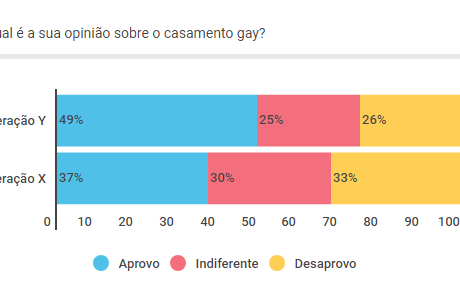 ual é a sua opinião sobre o casamento gay?
eração Y 49% 25% 26%
eração X 37% 30% 33%
0 10 20 30 40 50 60 70 80 90 100
Aprovo Indiferente Desaprovo